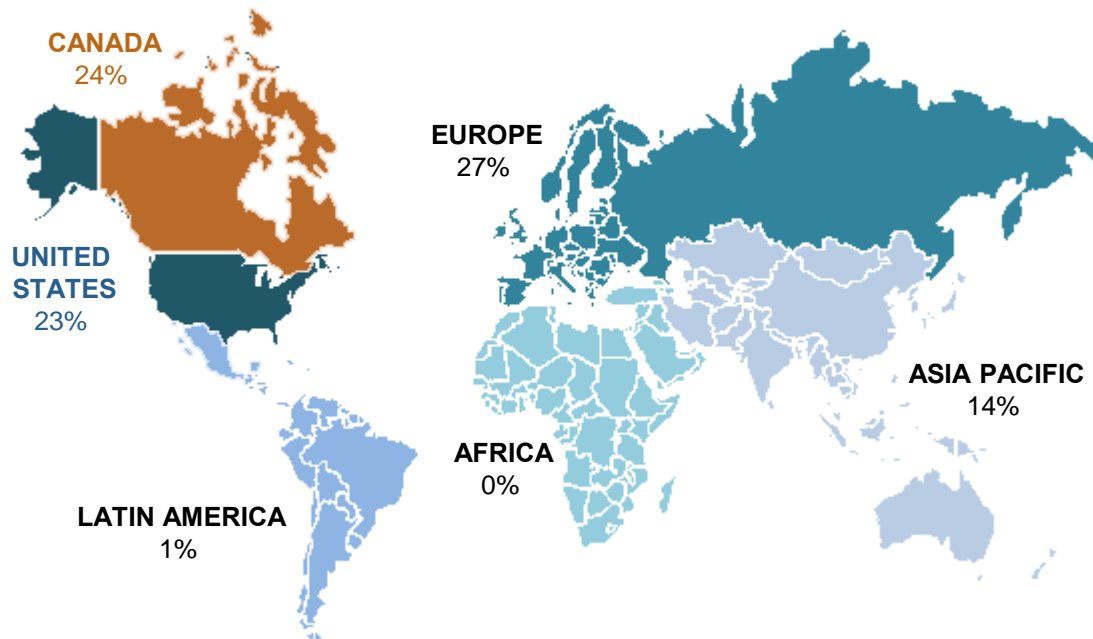 CANADA
24%
EUROPE
27%
UNITED
STATES
23%
ASIA PACIFIC
14%
AFRICA
0%
LATIN AMERICA
1%